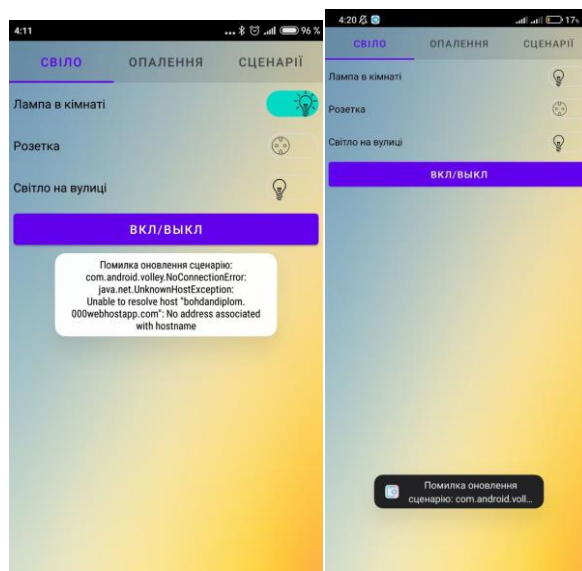 4:11
96 %
СВІЛО ОПАЛЕННЯ СЦЕНАРІЇ
Лампа в кімнаті
Розетка
Світло на вулиці
ВКЛ/ВЫКЛ
Помилка оновлення сценарію:
com.android.volley.NoConnectionError:
java.net.UnknownHostException:
Unable to resolve host "bohdandiplom.
000webhostapp.com": No address associated
with hostname
4:20
17%
СВІЛО ОПАЛЕННЯ СЦЕНАРІЇ
Лампа в кімнаті
Розетка
Світло на вулиці
ВКЛ/ВЫКЛ
Помилка оновлення
сценарію: com.android.voll...